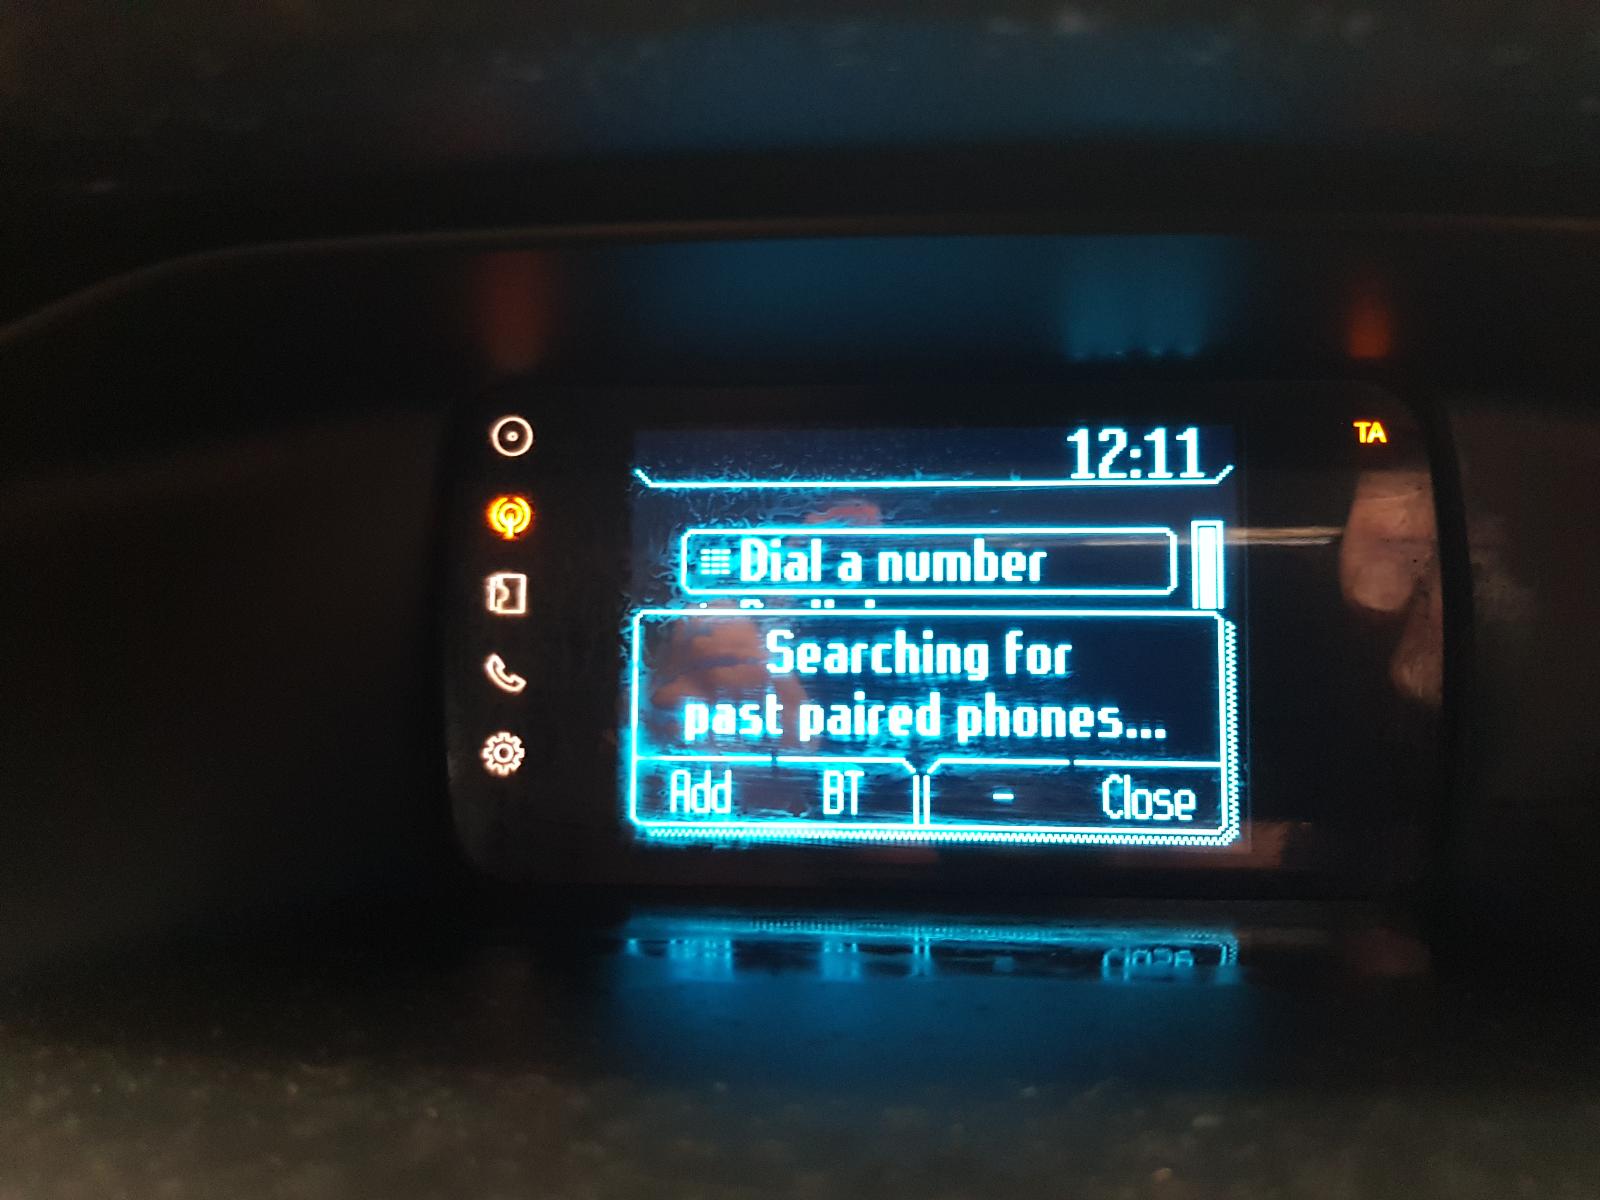 12:11
TA
Dial a number
Searching for
past paired phones...
Add BT - Close